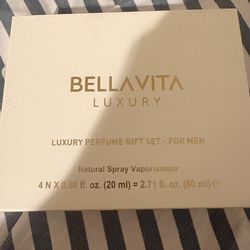 BELLAVITA
LUXURY
LUXURY PERFUME GIFT SET - FOR MEN
Natural Spray Vaporisateur
4 N X 0.68 fl. oz. (20 ml) = 2.71 fl. oz. (80 ml) ℮